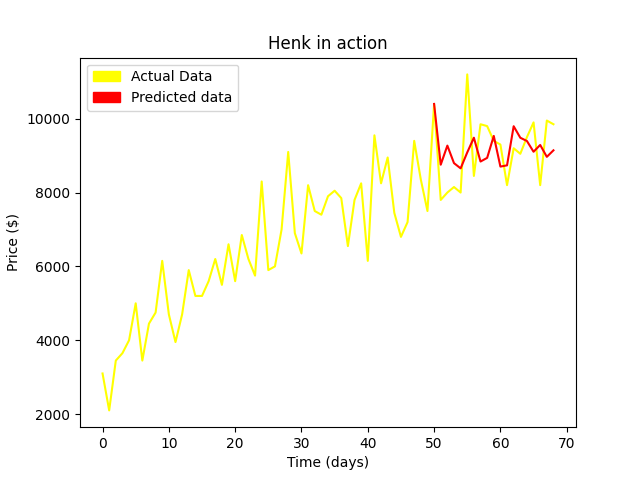 Henk in action
Actual Data
Predicted data
Price ($)
10000
8000
6000
4000
2000
0 10 20 30 40 50 60 70
Time (days)